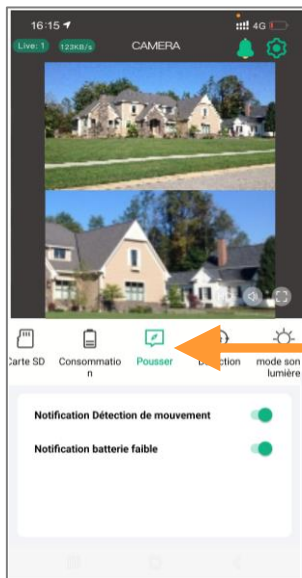 16:15
4G
Live: 1
123KB/s
CAMERA
Carte SD
Consommatio
n
Pousser
mode son
lumière
Notification Détection de mouvement
Notification batterie faible